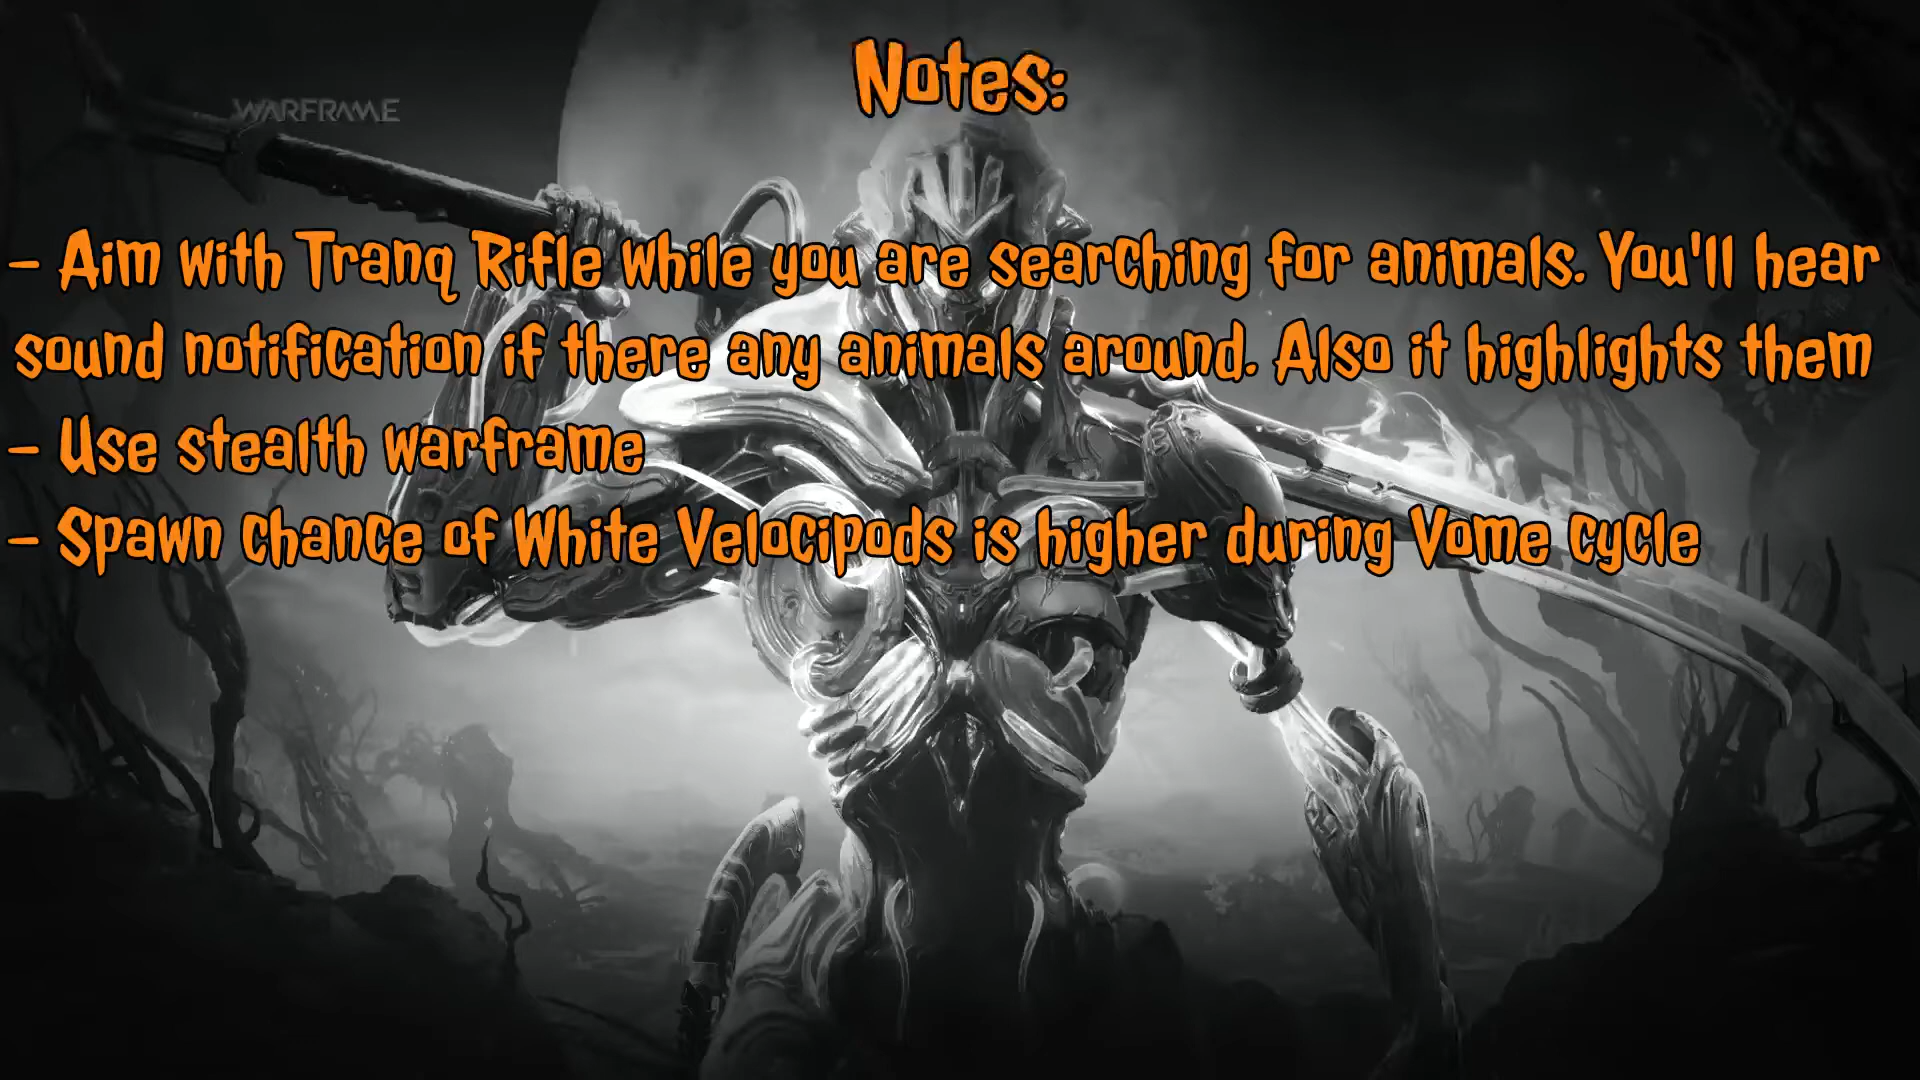 Notes:
WARFRAME
- Aim with Tranq Rifle while you are searching for animals. You'll hear
sound notification if there any animals around. Also it highlights them
- Use stealth warframe
- Spawn chance of White Velocipods is higher during Vome cycle